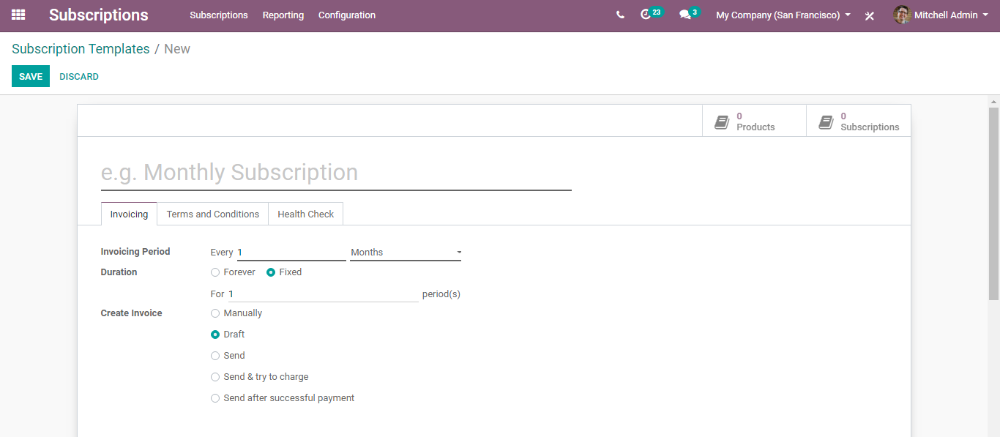 Subscriptions Subscriptions Reporting Configuration 23 3 My Company (San Francisco) Mitchell Admin
Subscription Templates / New
SAVE DISCARD
0 Products
0 Subscriptions
e.g. Monthly Subscription
Invoicing Terms and Conditions Health Check
Invoicing Period Every 1 Months
Duration Forever Fixed
For 1 period(s)
Create Invoice Manually
Draft
Send
Send & try to charge
Send after successful payment